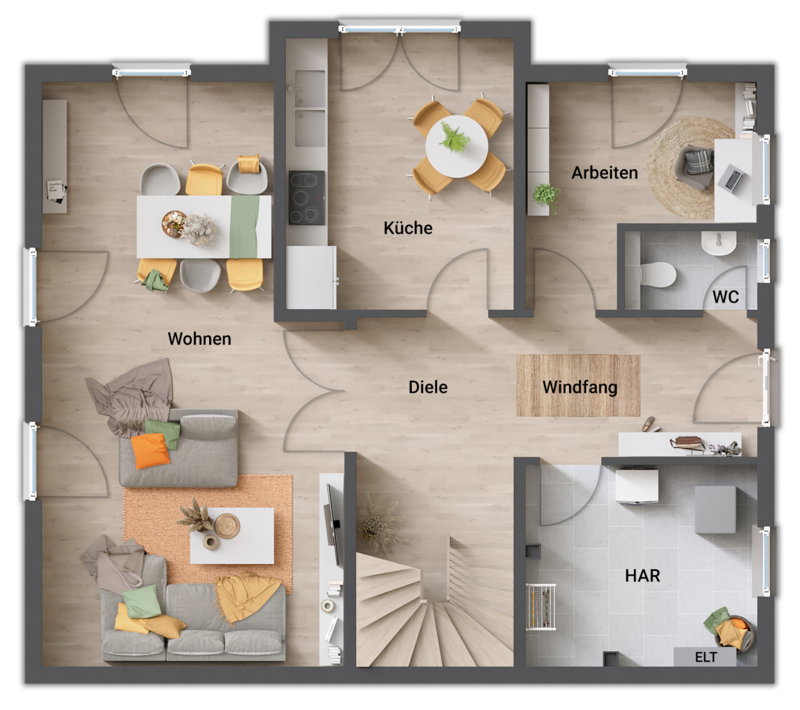 Arbeiten
Küche
WC
Wohnen
Diele
Windfang
HAR
ELT